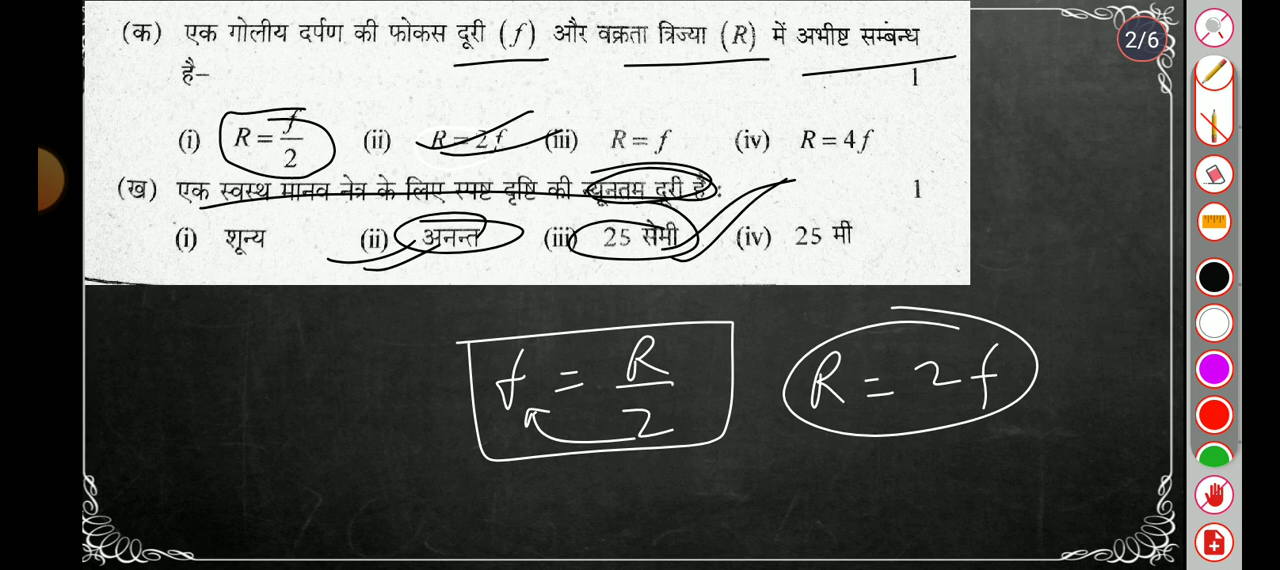 (क) एक गोलीय दर्पण की फोकस दूरी (f) और वक्रता त्रिज्या (R) में अभीष्ट सम्बन्ध
है– 1
(i) R = f/2 (ii) R = 2f (iii) R = f (iv) R = 4f
(ख) एक स्वस्थ मानव नेत्र के लिए स्पष्ट दृष्टि की न्यूनतम दूरी है : 1
(i) शून्य (ii) अनन्त (iii) 25 सेमी (iv) 25 मी
f = R/2 R = 2f
2/6